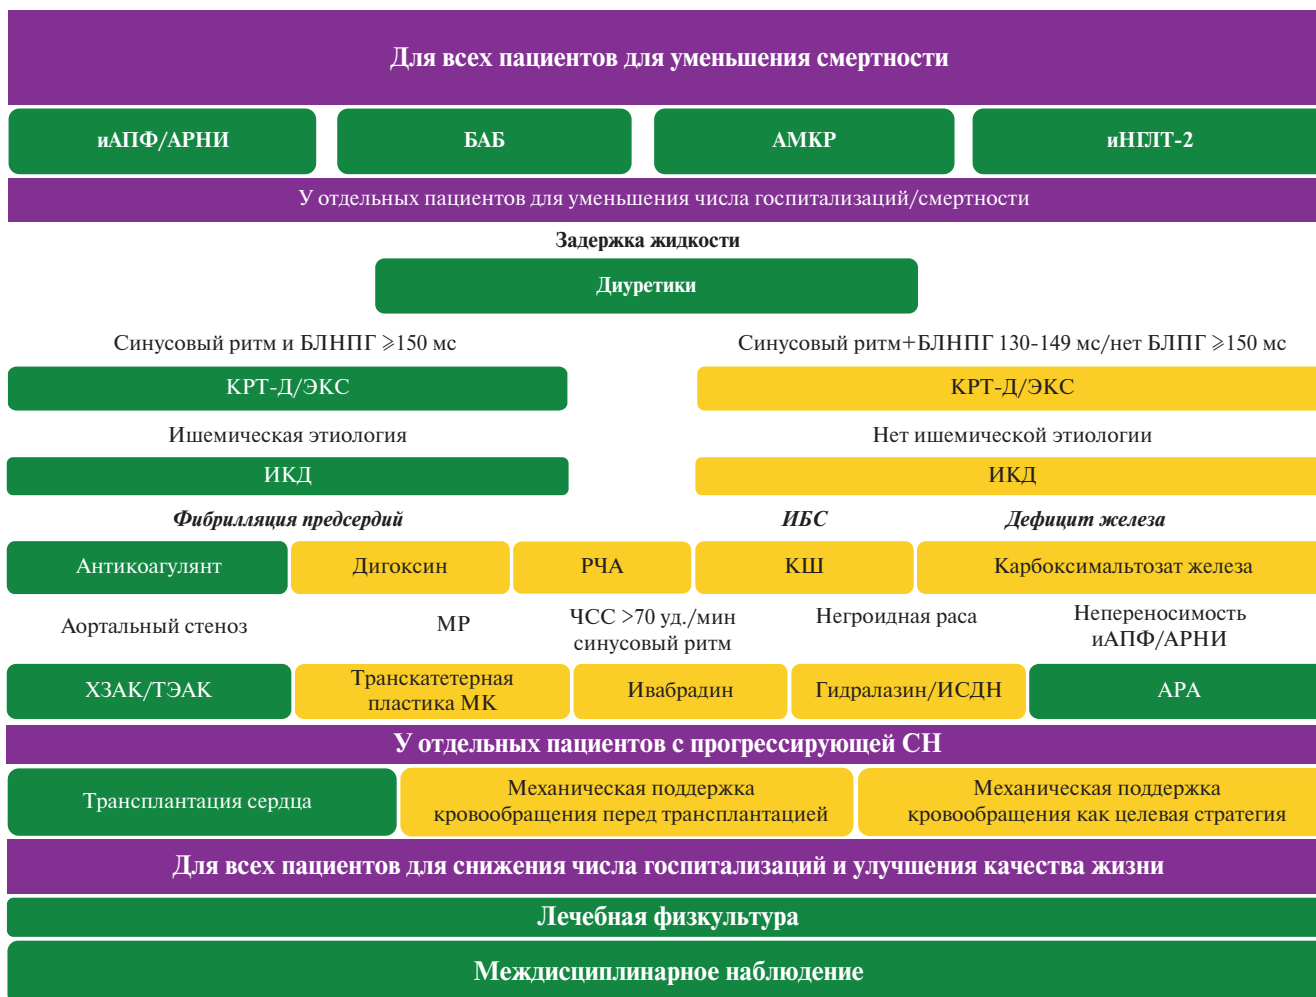 Для всех пациентов для уменьшения смертности
иАПФ/АРНИ
БАБ
АМКР
иНГЛТ-2
У отдельных пациентов для уменьшения числа госпитализаций/смертности
Задержка жидкости
Диуретики
Синусовый ритм и БЛНПГ ⩾150 мс
Синусовый ритм+БЛНПГ 130-149 мс/нет БЛПГ ⩾150 мс
КРТ-Д/ЭКС
КРТ-Д/ЭКС
Ишемическая этиология
Нет ишемической этиологии
ИКД
ИКД
Фибрилляция предсердий
ИБС
Дефицит железа
Антикоагулянт
Дигоксин
РЧА
КШ
Карбоксимальтозат железа
Аортальный стеноз
МР
ЧСС >70 уд./мин
синусовый ритм
Негроидная раса
Непереносимость
иАПФ/АРНИ
ХЗАК/ТЭАК
Транскатетерная
пластика МК
Ивабрадин
Гидралазин/ИСДН
АРА
У отдельных пациентов с прогрессирующей СН
Трансплантация сердца
Механическая поддержка
кровообращения перед трансплантацией
Механическая поддержка
кровообращения как целевая стратегия
Для всех пациентов для снижения числа госпитализаций и улучшения качества жизни
Лечебная физкультура
Междисциплинарное наблюдение